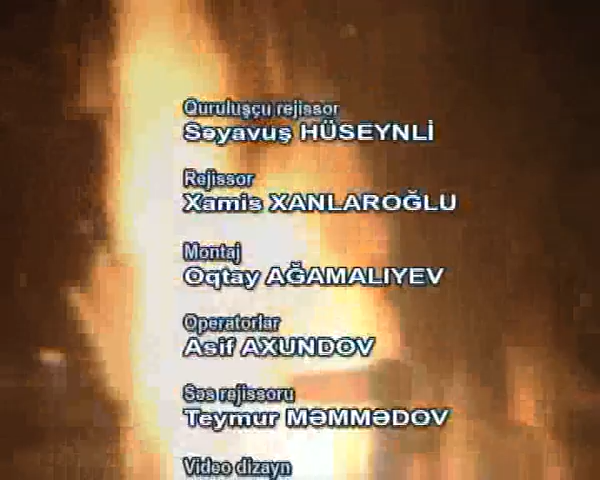 Quruluşçu rejissor
Səyavuş HÜSEYNLİ
Rejissor
Xamis XANLAROĞLU
Montaj
Oqtay AĞAMALIYEV
Operatorlar
Asif AXUNDOV
Səs rejissoru
Teymur MƏMMƏDOV
Video dizayn